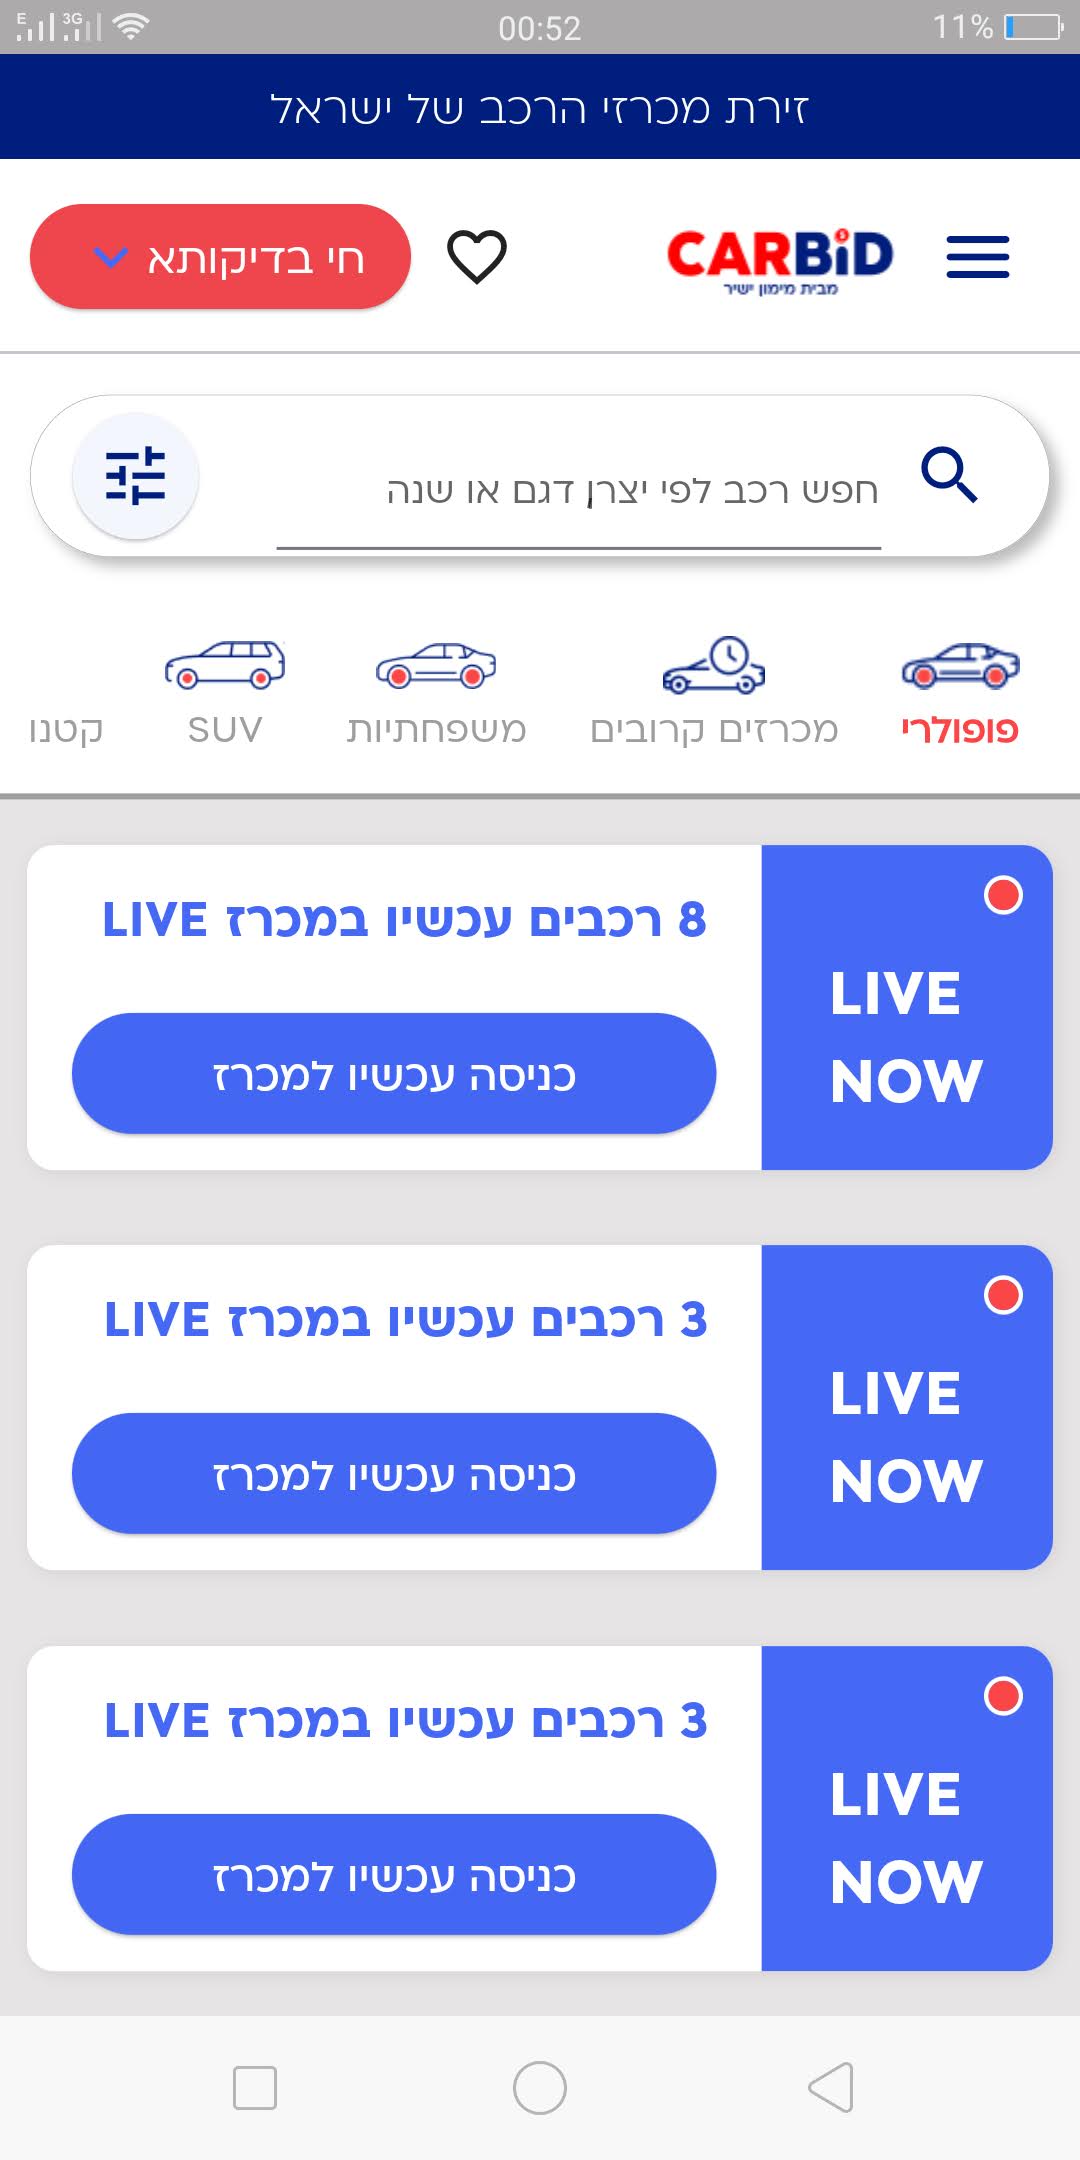 E 3G 00:52 11%
זירת מכרזי הרכב של ישראל
CARBiD
מבית מימון ישיר
חי בדיקותא
חפש רכב לפי יצרן, דגם או שנה
פופולרי
מכרזים קרובים
משפחתיות
SUV
קטנו
LIVE
NOW
8 רכבים עכשיו במכרז LIVE
כניסה עכשיו למכרז
LIVE
NOW
3 רכבים עכשיו במכרז LIVE
כניסה עכשיו למכרז
LIVE
NOW
3 רכבים עכשיו במכרז LIVE
כניסה עכשיו למכרז